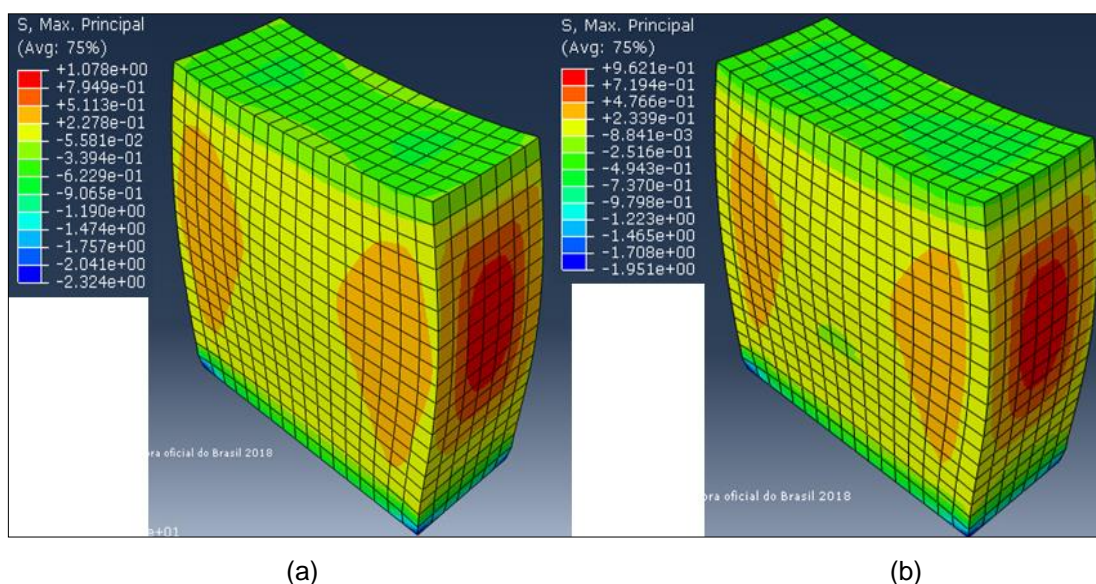 S, Max. Principal
(Avg: 75%)
+1.078e+00
+7.949e-01
+5.113e-01
+2.278e-01
-5.581e-02
-3.394e-01
-6.229e-01
-9.065e-01
-1.190e+00
-1.474e+00
-1.757e+00
-2.041e+00
-2.324e+00
ra oficial do Brasil 2018
e+01
(a)
S, Max. Principal
(Avg: 75%)
+9.621e-01
+7.194e-01
+4.766e-01
+2.339e-01
-8.841e-03
-2.516e-01
-4.943e-01
-7.370e-01
-9.798e-01
-1.223e+00
-1.465e+00
-1.708e+00
-1.951e+00
ora oficial do Brasil 2018
(b)